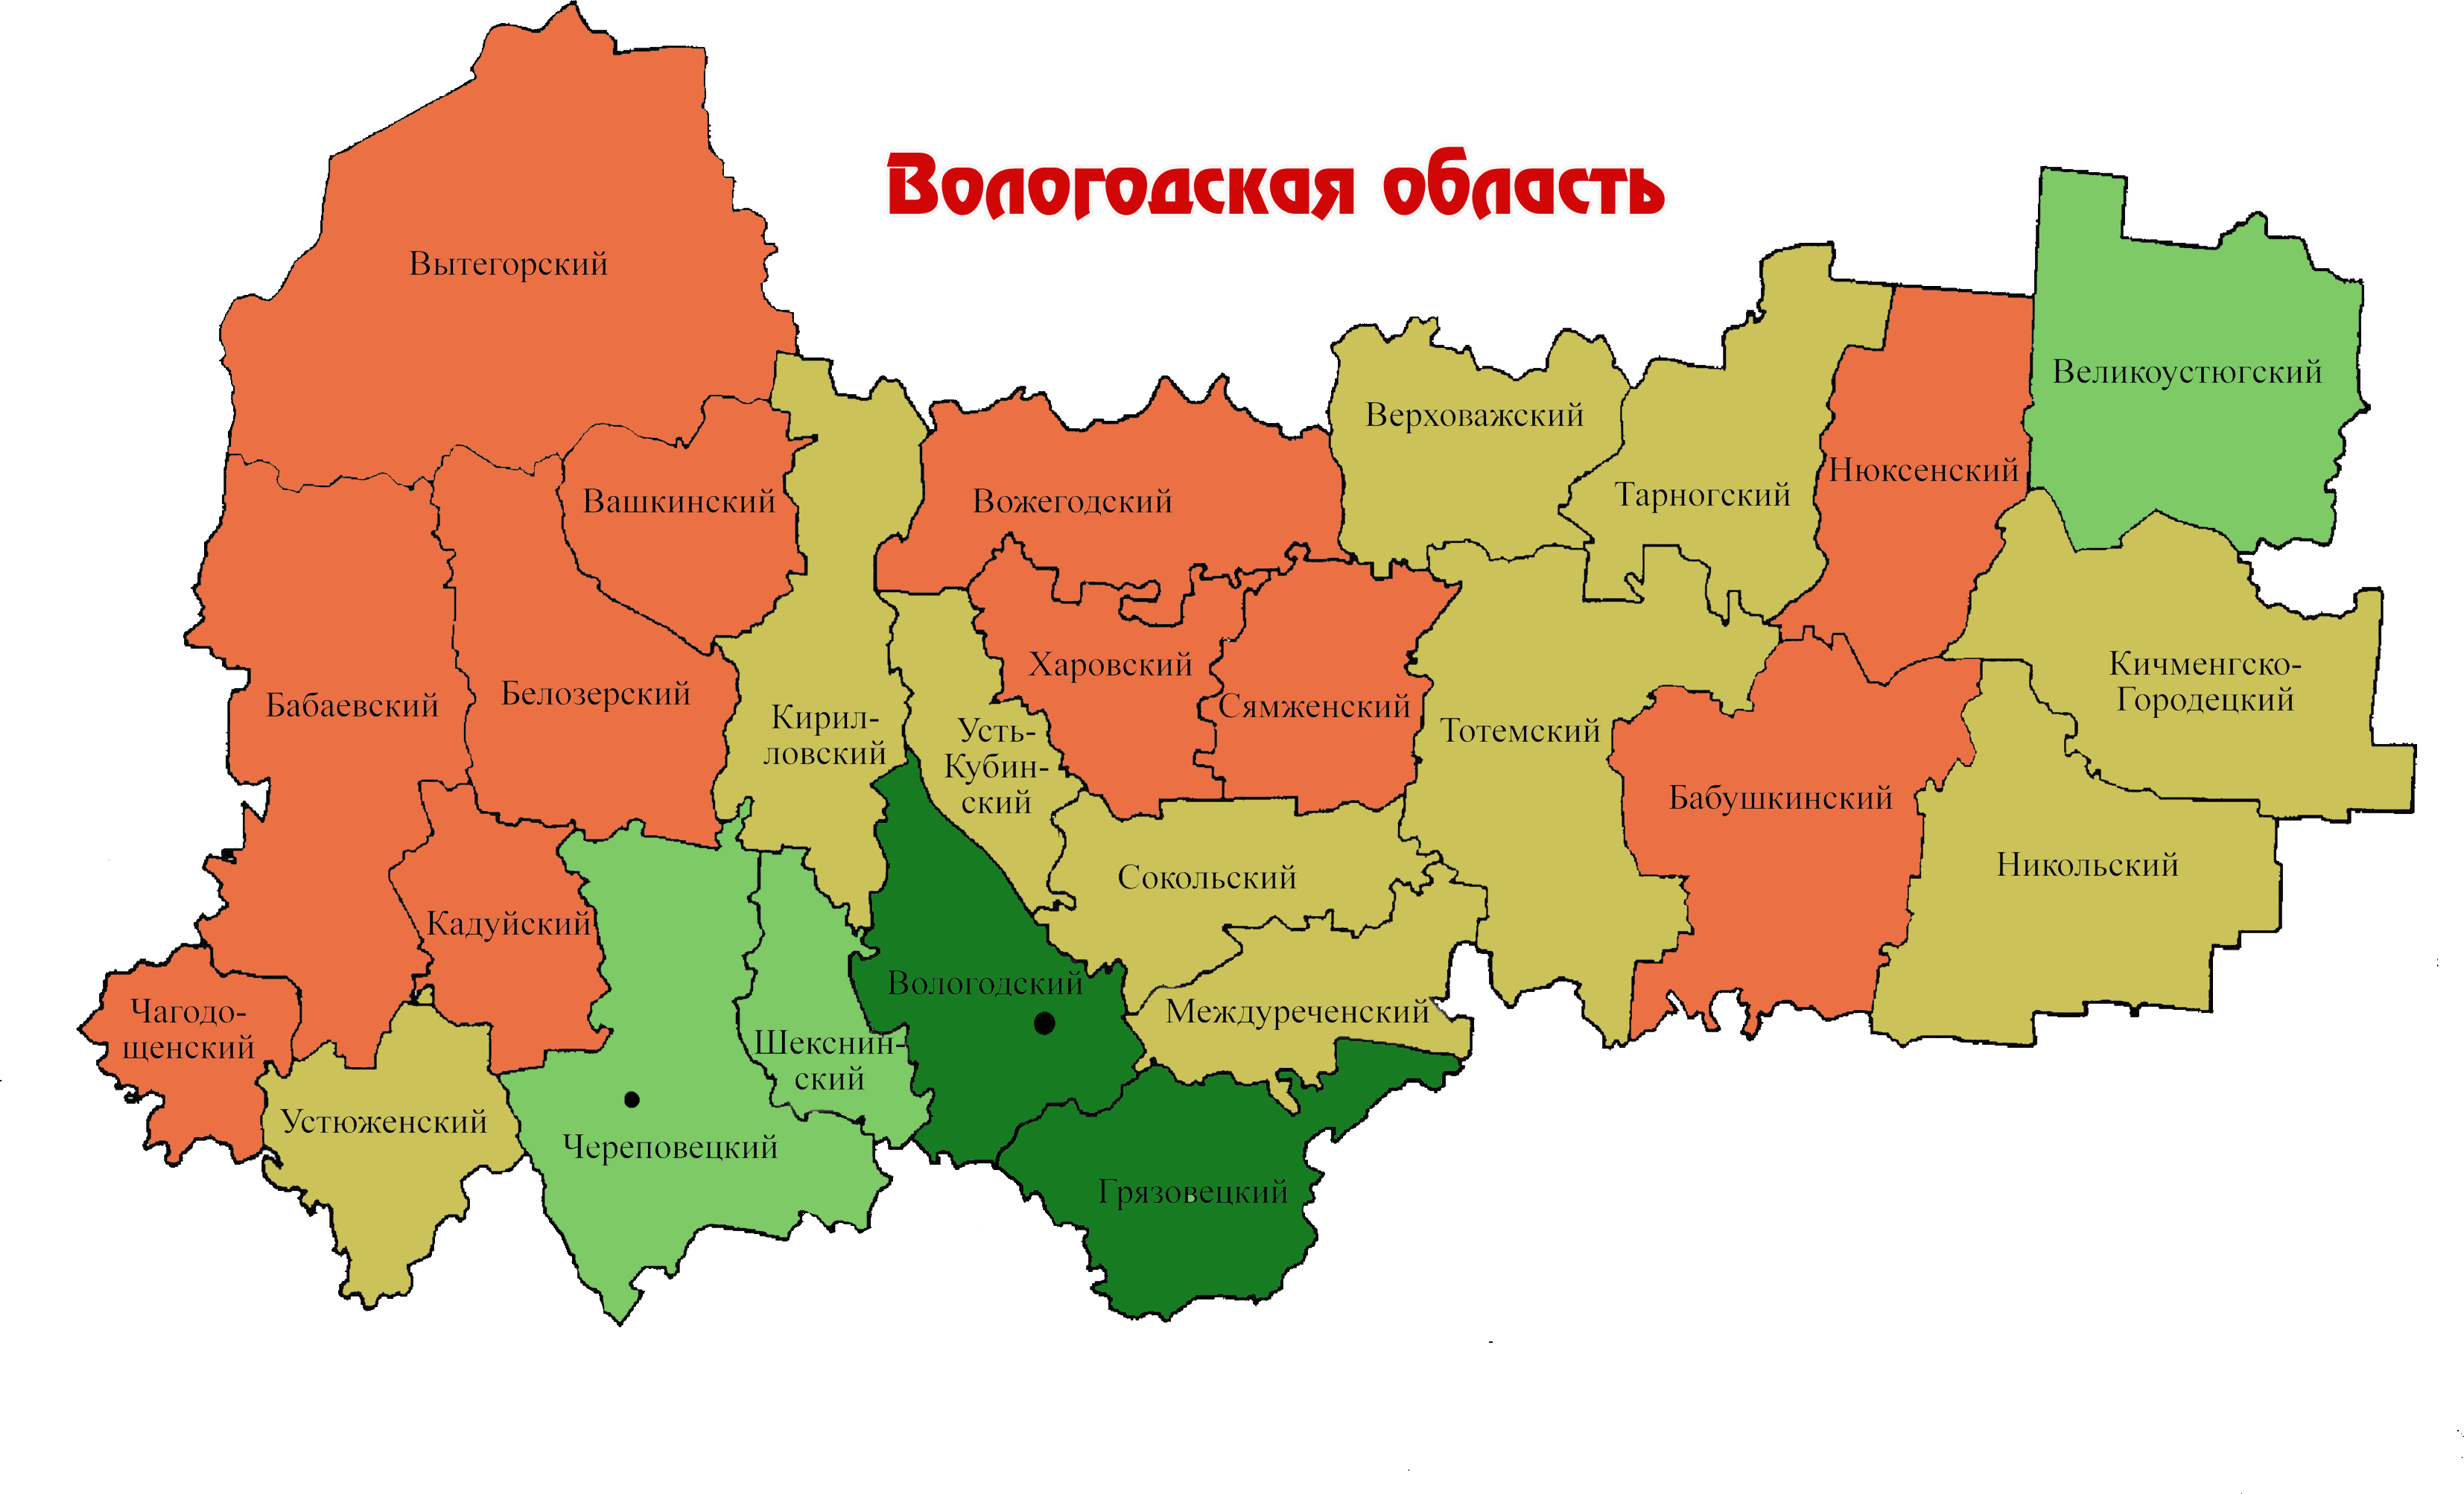 Вологодская область
Вытегорский
Великоустюгский
Верховажский
Нюксенский
Тарногский
Вашкинский
Вожегодский
Харовский
Кичменгско-
Городецкий
Белозерский
Бабаевский
Сямженский
Кирил-
ловский
Усть-
Кубин-
ский
Тотемский
Бабушкинский
Никольский
Сокольский
Кадуйский
Вологодский
Междуреченский
Чагодо-
щенский
Шекснин-
ский
Устюженский
Череповецкий
Грязовецкий